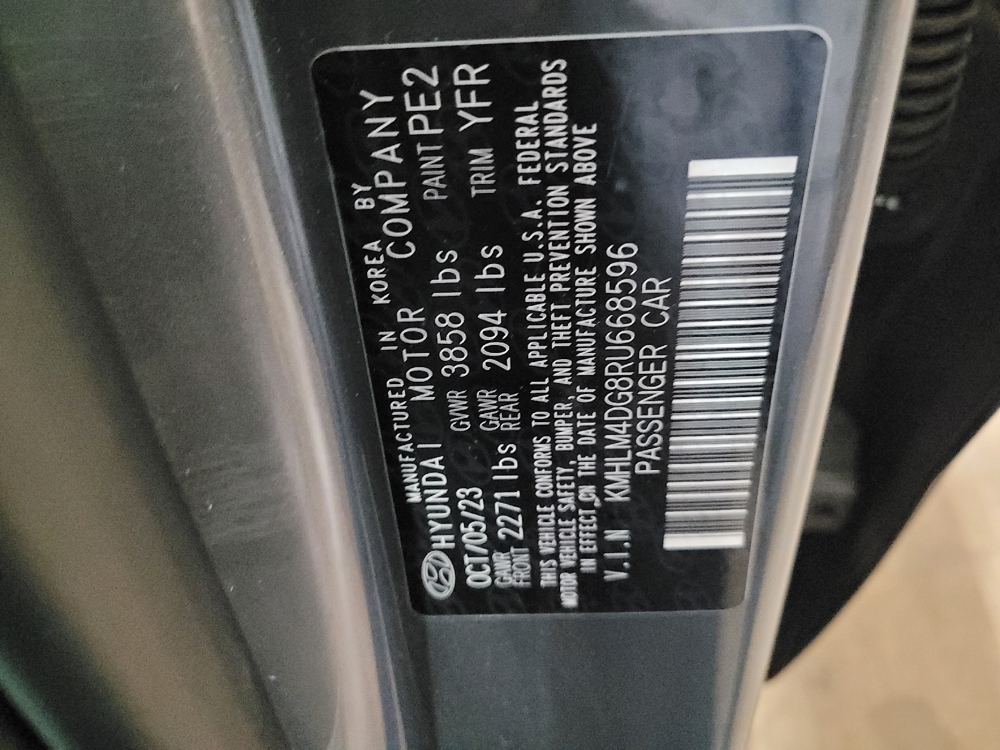 MANUFACTURED IN KOREA BY
HYUNDAI MOTOR COMPANY
OCT/05/23 GVWR 3858 lbs PAINT PE2
GAWR FRONT 2271 lbs GAWR REAR 2094 lbs TRIM YFR
THIS VEHICLE CONFORMS TO ALL APPLICABLE U.S.A. FEDERAL
MOTOR VEHICLE SAFETY, BUMPER, AND THEFT PREVENTION STANDARDS
IN EFFECT ON THE DATE OF MANUFACTURE SHOWN ABOVE
V.I.N KMHLM4DG8RU668596
PASSENGER CAR